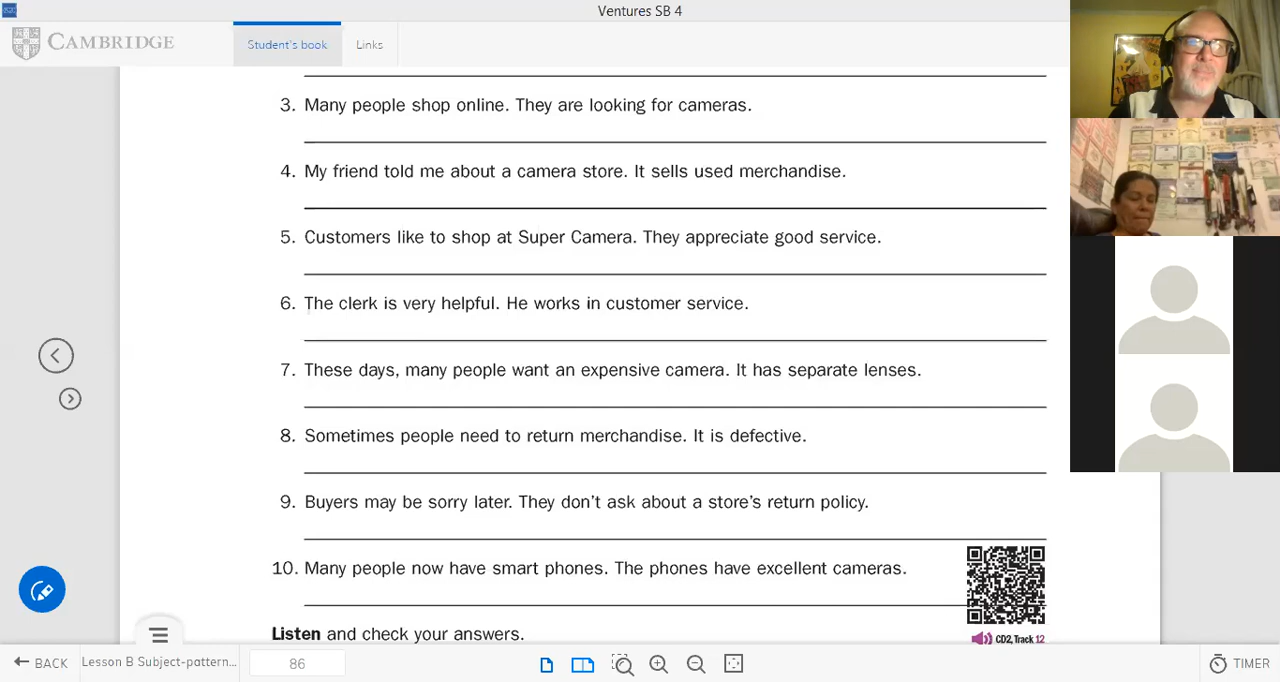 Ventures SB 4
CAMBRIDGE
Student's book
Links
3. Many people shop online. They are looking for cameras.
4. My friend told me about a camera store. It sells used merchandise.
5. Customers like to shop at Super Camera. They appreciate good service.
6. The clerk is very helpful. He works in customer service.
7. These days, many people want an expensive camera. It has separate lenses.
8. Sometimes people need to return merchandise. It is defective.
9. Buyers may be sorry later. They don't ask about a store's return policy.
10. Many people now have smart phones. The phones have excellent cameras.
Listen and check your answers.
CD2, Track 12
BACK
Lesson B Subject-pattern...
86
TIMER